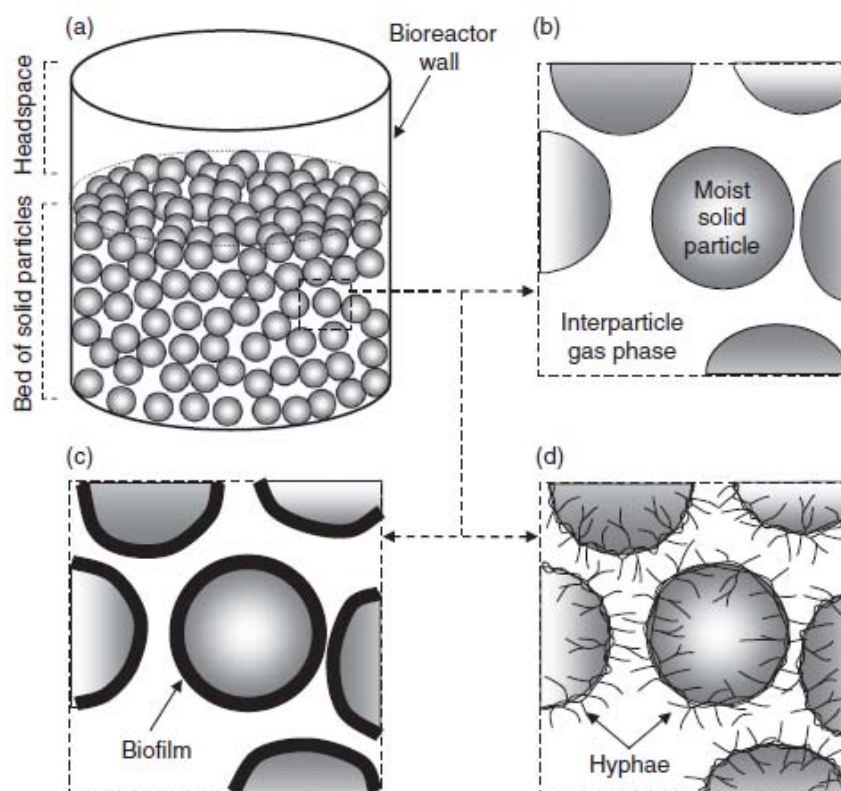 (a)
Bioreactor
wall
Headspace
Bed of solid particles
(b)
Moist
solid
particle
Interparticle
gas phase
(c)
Biofilm
(d)
Hyphae